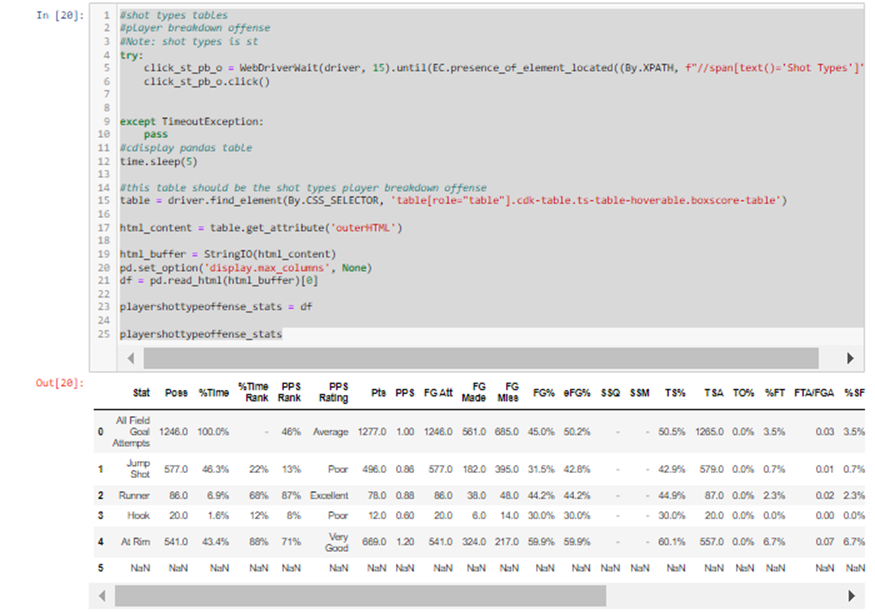 In [20]:
1 #shot types tables
2 #player breakdown offense
3 #Note: shot types is st
4 try:
5 click_st_pb_o = WebDriverWait(driver, 15).until(EC.presence_of_element_located((By.XPATH, f"//span[text()='Shot Types']"
6 click_st_pb_o.click()
7
8
9 except TimeoutException:
10 pass
11 #cdisplay pandas table
12 time.sleep(5)
13
14 #this table should be the shot types player breakdown offense
15 table = driver.find_element(By.CSS_SELECTOR, 'table[role="table"].cdk-table.ts-table-hoverable.boxscore-table')
16
17 html_content = table.get_attribute('outerHTML')
18
19 html_buffer = StringIO(html_content)
20 pd.set_option('display.max_columns', None)
21 df = pd.read_html(html_buffer)[0]
22
23 playershottypeoffense_stats = df
24
25 playershottypeoffense_stats
Out[20]:
Stat Poss %Time %Time Rank PPS Rank PPS Rating Pts PPS FG Att FG Made FG Miss FG% eFG% SSQ SSM TS% TSA TO% %FT FTA/FGA %SF
0 All Field Goal Attempts 1246.0 100.0% - 46% Average 1277.0 1.00 1246.0 561.0 685.0 45.0% 50.2% - - 50.5% 1265.0 0.0% 3.5% 0.03 3.5%
1 Jump Shot 577.0 46.3% 22% 13% Poor 496.0 0.86 577.0 182.0 395.0 31.5% 42.8% - - 42.9% 579.0 0.0% 0.7% 0.01 0.7%
2 Runner 86.0 6.9% 68% 87% Excellent 78.0 0.88 86.0 38.0 48.0 44.2% 44.2% - - 44.9% 87.0 0.0% 2.3% 0.02 2.3%
3 Hook 20.0 1.6% 12% 8% Poor 12.0 0.60 20.0 6.0 14.0 30.0% 30.0% - - 30.0% 20.0 0.0% 0.0% 0.00 0.0%
4 At Rim 541.0 43.4% 88% 71% Very Good 669.0 1.20 541.0 324.0 217.0 59.9% 59.9% - - 60.1% 557.0 0.0% 6.7% 0.07 6.7%
5 NaN NaN NaN NaN NaN NaN NaN NaN NaN NaN NaN NaN NaN NaN NaN NaN NaN NaN NaN NaN NaN